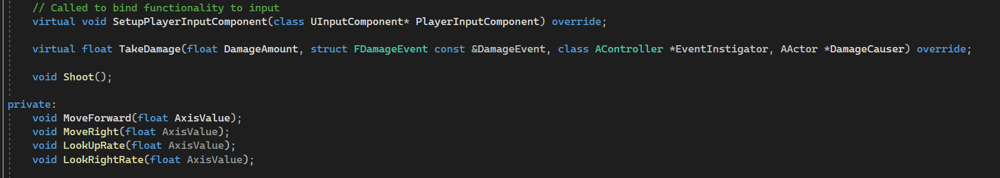 // Called to bind functionality to input
virtual void SetupPlayerInputComponent(class UInputComponent* PlayerInputComponent) override;
virtual float TakeDamage(float DamageAmount, struct FDamageEvent const &DamageEvent, class AController *EventInstigator, AActor *DamageCauser) override;
void Shoot();
private:
void MoveForward(float AxisValue);
void MoveRight(float AxisValue);
void LookUpRate(float AxisValue);
void LookRightRate(float AxisValue);